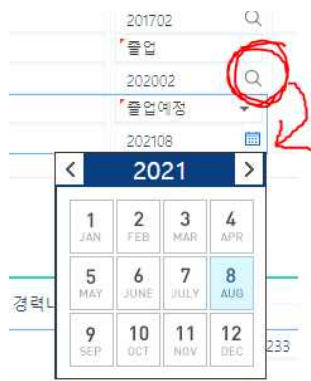 201702
졸업
202002
졸업예정
202108
< 2021 >
1 2 3 4
JAN FEB MAR APR
5 6 7 8
MAY JUNE JULY AUG
경력
9 10 11 12
SEP OCT NOV DEC
233